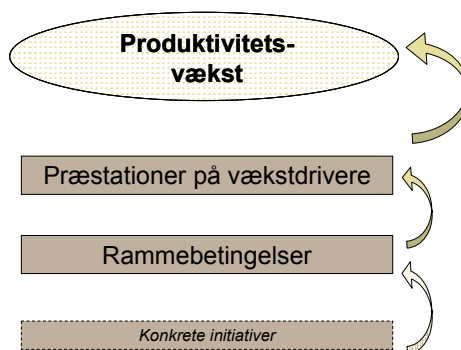 Produktivitets-
vækst
Præstationer på vækstdrivere
Rammebetingelser
Konkrete initiativer